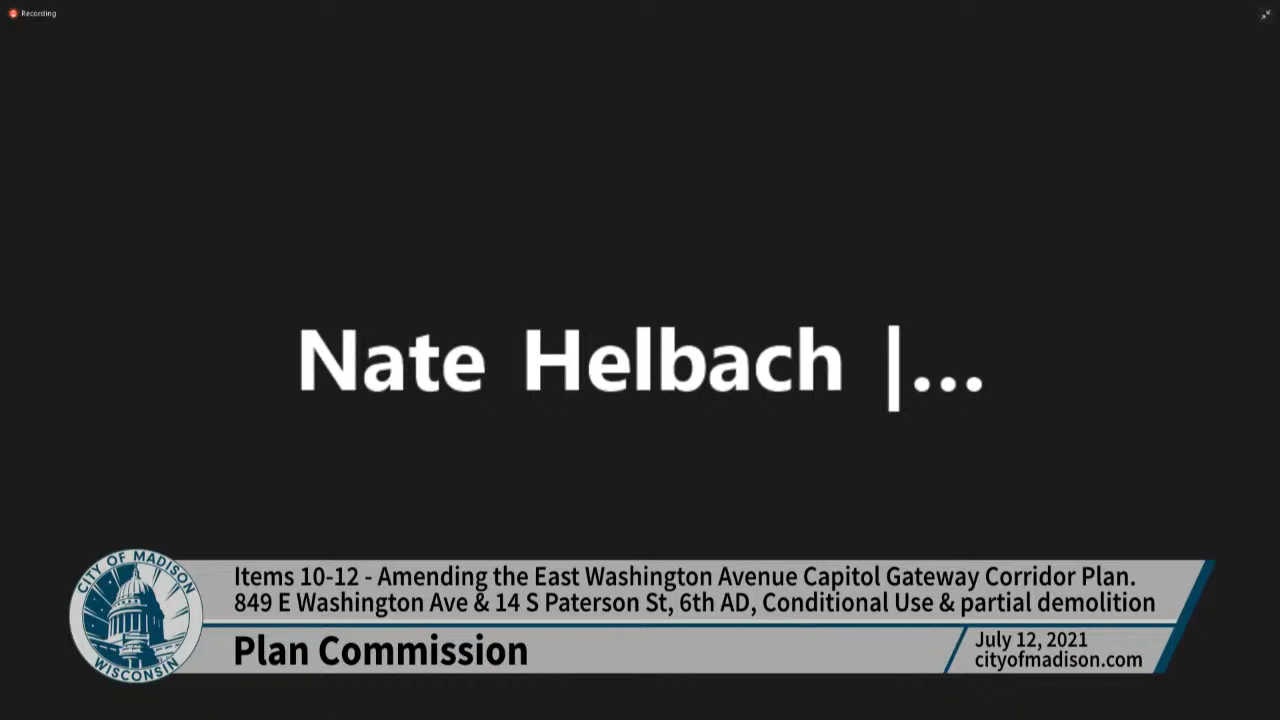 Recording
Nate Helbach |...
CITY OF MADISON
WISCONSIN
Items 10-12 - Amending the East Washington Avenue Capitol Gateway Corridor Plan.
849 E Washington Ave & 14 S Paterson St, 6th AD, Conditional Use & partial demolition
Plan Commission
July 12, 2021
cityofmadison.com